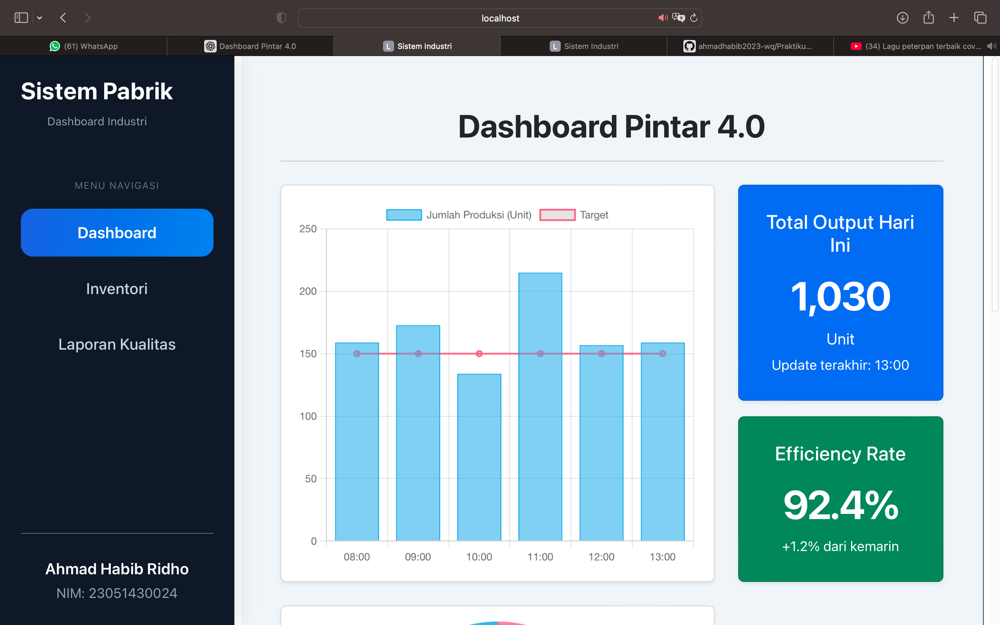 localhost
(61) WhatsApp
Dashboard Pintar 4.0
L Sistem Industri
L Sistem Industri
ahmadhabib2023-wq/Praktiku...
(34) Lagu peterpan terbaik cov...
Sistem Pabrik
Dashboard Industri
MENU NAVIGASI
Dashboard
Inventori
Laporan Kualitas
Ahmad Habib Ridho
NIM: 23051430024
Dashboard Pintar 4.0
Jumlah Produksi (Unit)
Target
250
200
150
100
50
0
08:00
09:00
10:00
11:00
12:00
13:00
Total Output Hari
Ini
1,030
Unit
Update terakhir: 13:00
Efficiency Rate
92.4%
+1.2% dari kemarin